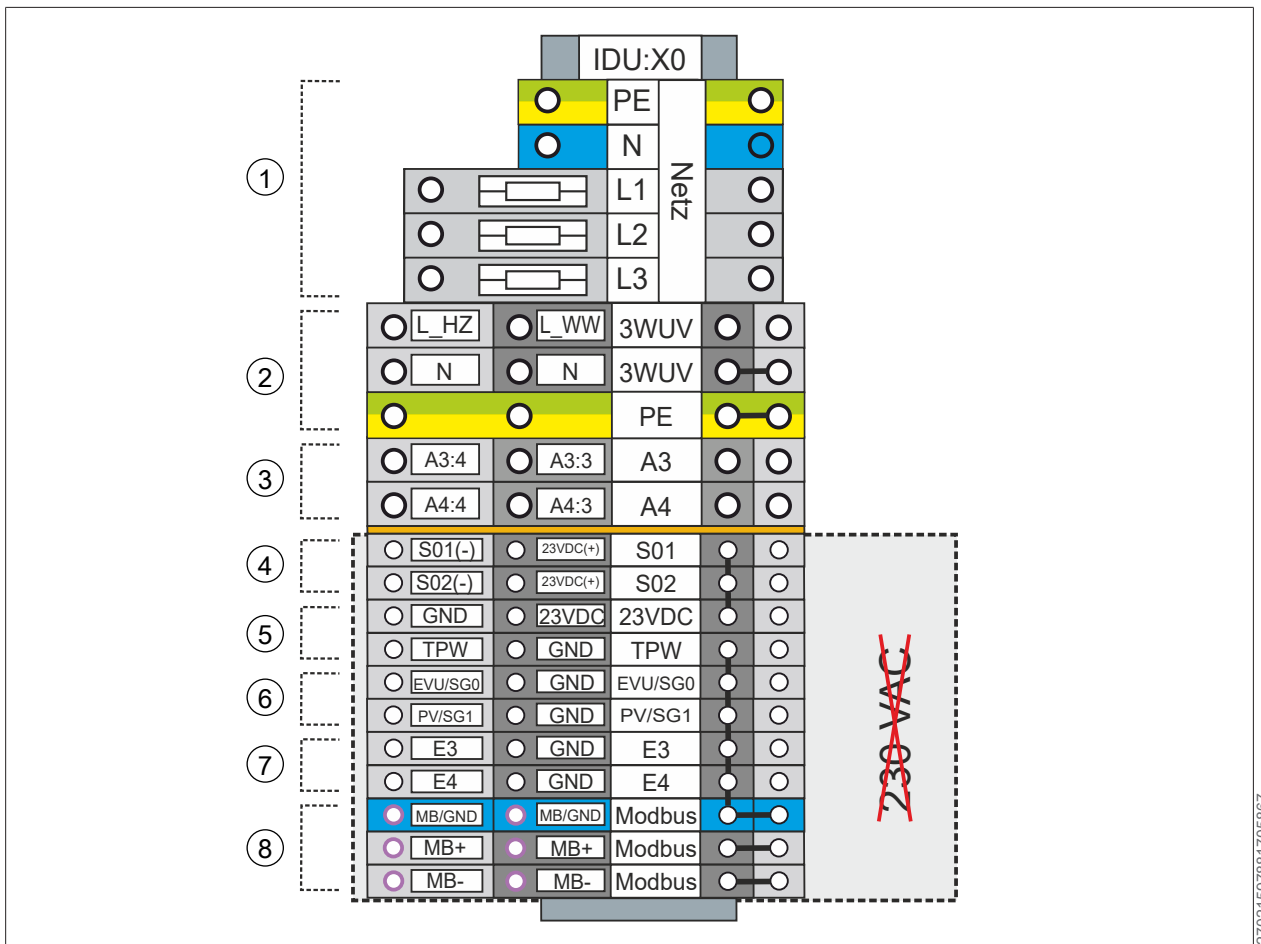 IDU:X0
PE
N
L1
L2
L3
Netz
1
L_HZ L_WW 3WUV
N N 3WUV
PE
2
A3:4 A3:3 A3
A4:4 A4:3 A4
3
S01(-) 23VDC(+) S01
S02(-) 23VDC(+) S02
4
GND 23VDC 23VDC
TPW GND TPW
5
EVU/SG0 GND EVU/SG0
PV/SG1 GND PV/SG1
6
E3 GND E3
E4 GND E4
7
MB/GND MB/GND Modbus
MB+ MB+ Modbus
MB- MB- Modbus
8
230 VAC